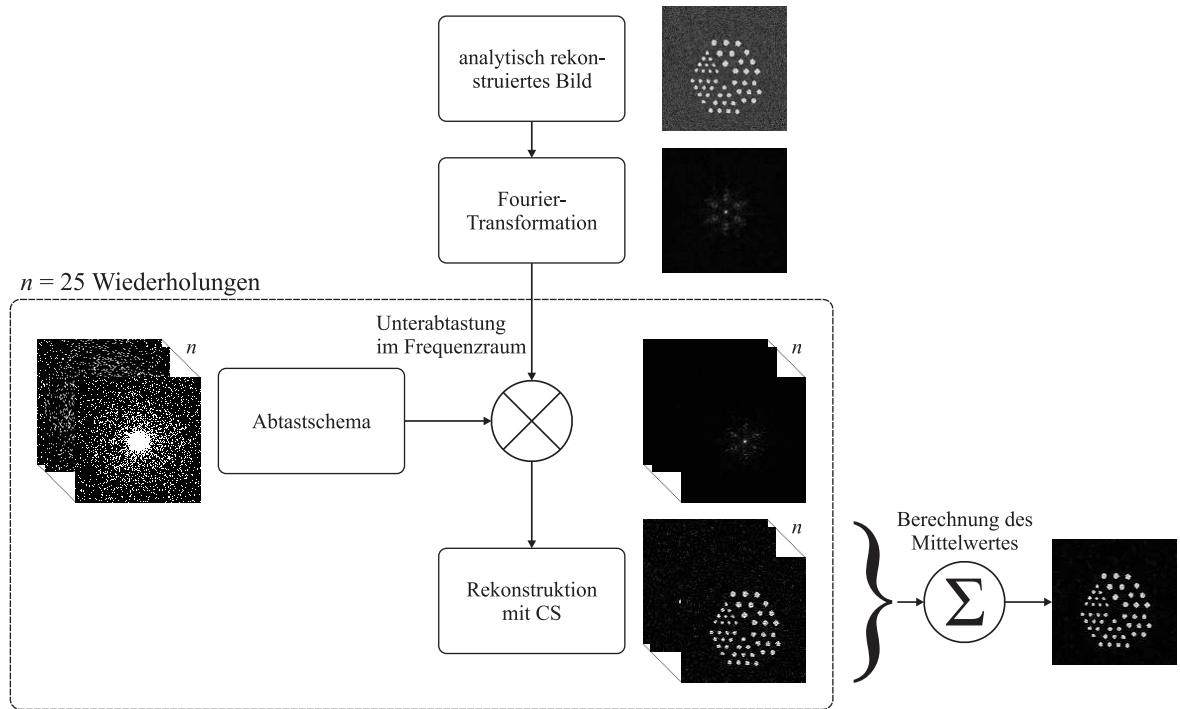 analytisch rekon-
struiertes Bild
Fourier-
Transformation
n = 25 Wiederholungen
Unterabtastung
im Frequenzraum
n
n
Abtastschema
Rekonstruktion
mit CS
n
Berechnung des
Mittelwertes
Σ